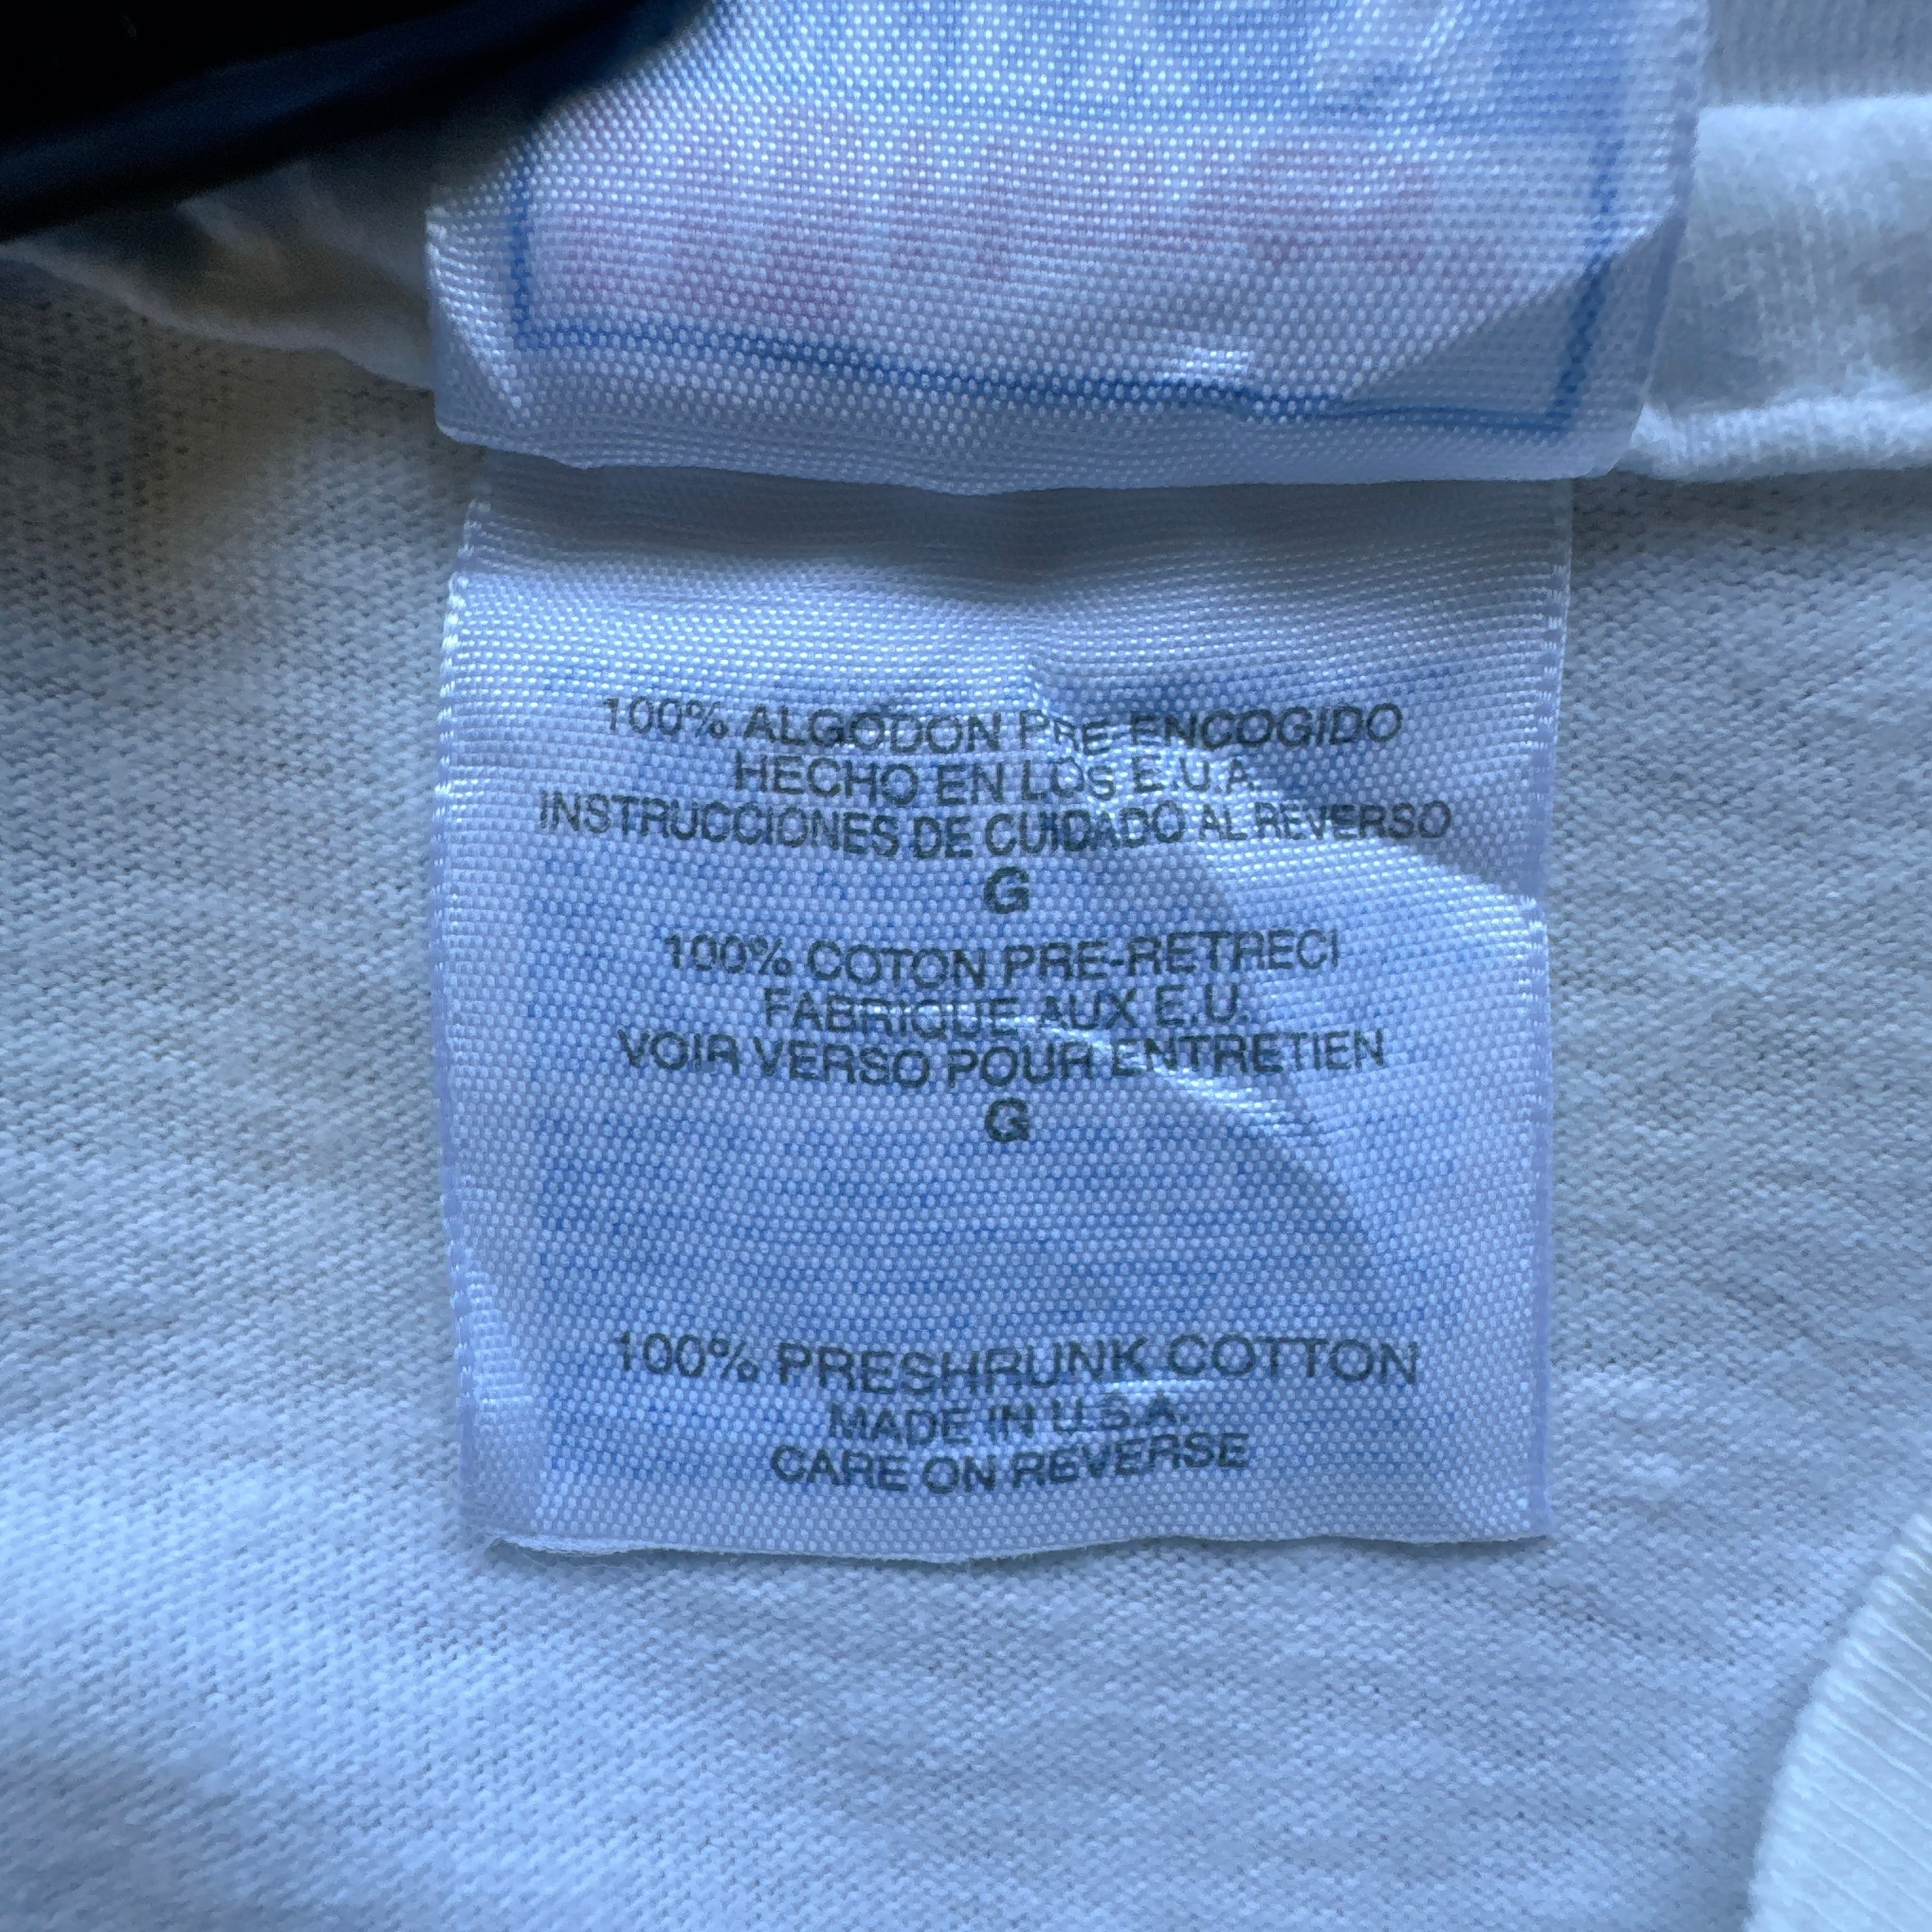 100% ALGODON PRE ENCOGIDO
HECHO EN LOS E.U.A.
INSTRUCCIONES DE CUIDADO AL REVERSO
G
100% COTON PRE-RETRECI
FABRIQUE AUX E.U.
VOIR VERSO POUR ENTRETIEN
G
100% PRESHRUNK COTTON
MADE IN U.S.A.
CARE ON REVERSE